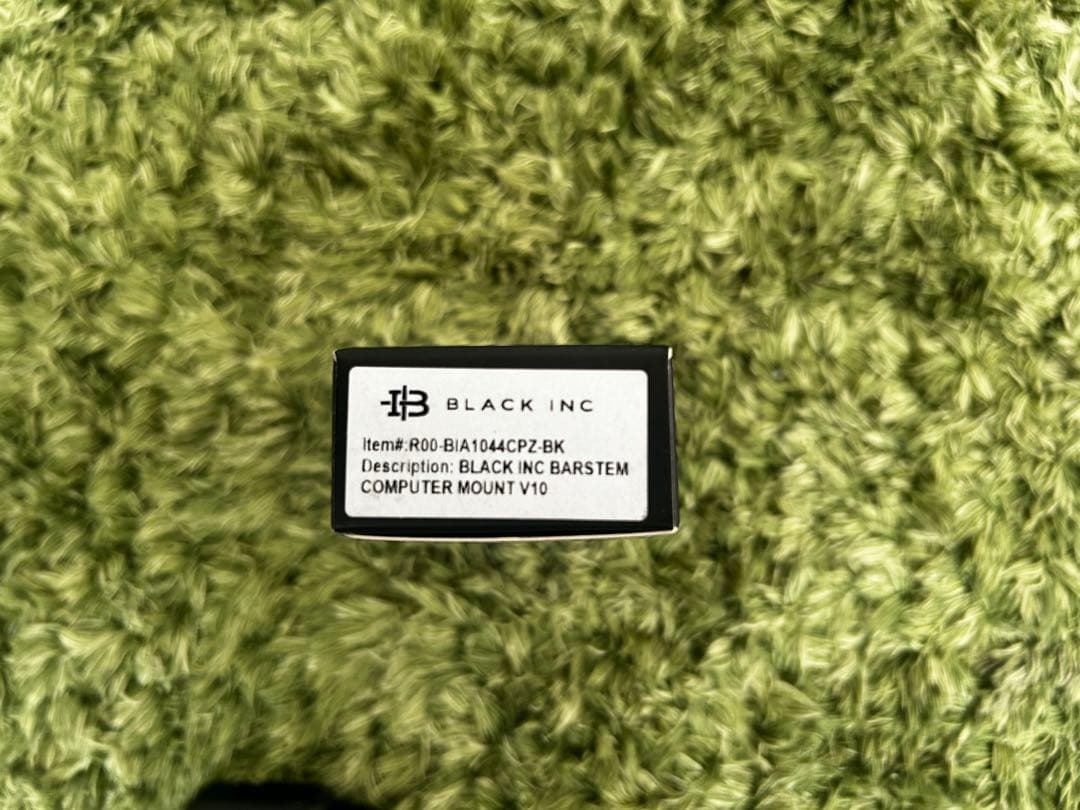 BLACK INC
Item#:R00-BIA1044CPZ-BK
Description: BLACK INC BARSTEM
COMPUTER MOUNT V10